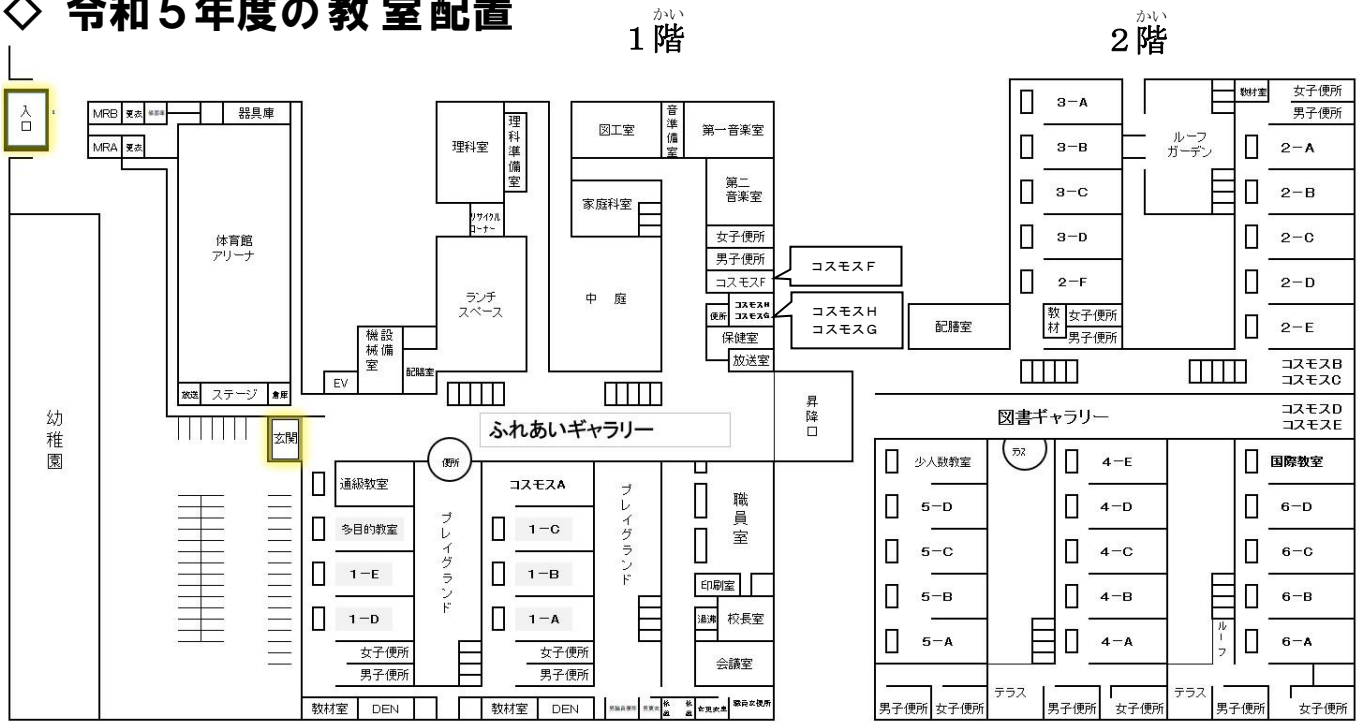 ◇ 令和5年度の教室配置
かい
1階
かい
2階
入口
MRB
更衣
器具庫
MRA
更衣
体育館
アリーナ
放送
ステージ
倉庫
幼稚園
玄関
理科室
理科準備室
リサイクル
コーナー
ランチ
スペース
機械室
設備
配膳室
EV
図工室
音準備室
第一音楽室
家庭科室
第二
音楽室
女子便所
男子便所
コスモスF
コスモスF
便所
コスモスH
コスモスG
コスモスH
コスモスG
保健室
放送室
中庭
昇降口
ふれあいギャラリー
便所
通級教室
多目的教室
1-E
1-D
女子便所
男子便所
教材室
DEN
プレイグランド
コスモスA
1-C
1-B
1-A
女子便所
男子便所
教材室
DEN
プレイグランド
職員室
印刷室
湯沸
校長室
会議室
職員女便所
3-A
3-B
3-C
3-D
2-F
教材
女子便所
男子便所
配膳室
ルーフ
ガーデン
教材室
女子便所
男子便所
2-A
2-B
2-C
2-D
2-E
コスモスB
コスモスC
コスモスD
コスモスE
図書ギャラリー
少人数教室
5-D
5-C
5-B
5-A
男子便所
女子便所
テラス
4-E
4-D
4-C
4-B
4-A
男子便所
女子便所
テラス
ルーフ
国際教室
6-D
6-C
6-B
6-A
男子便所
女子便所